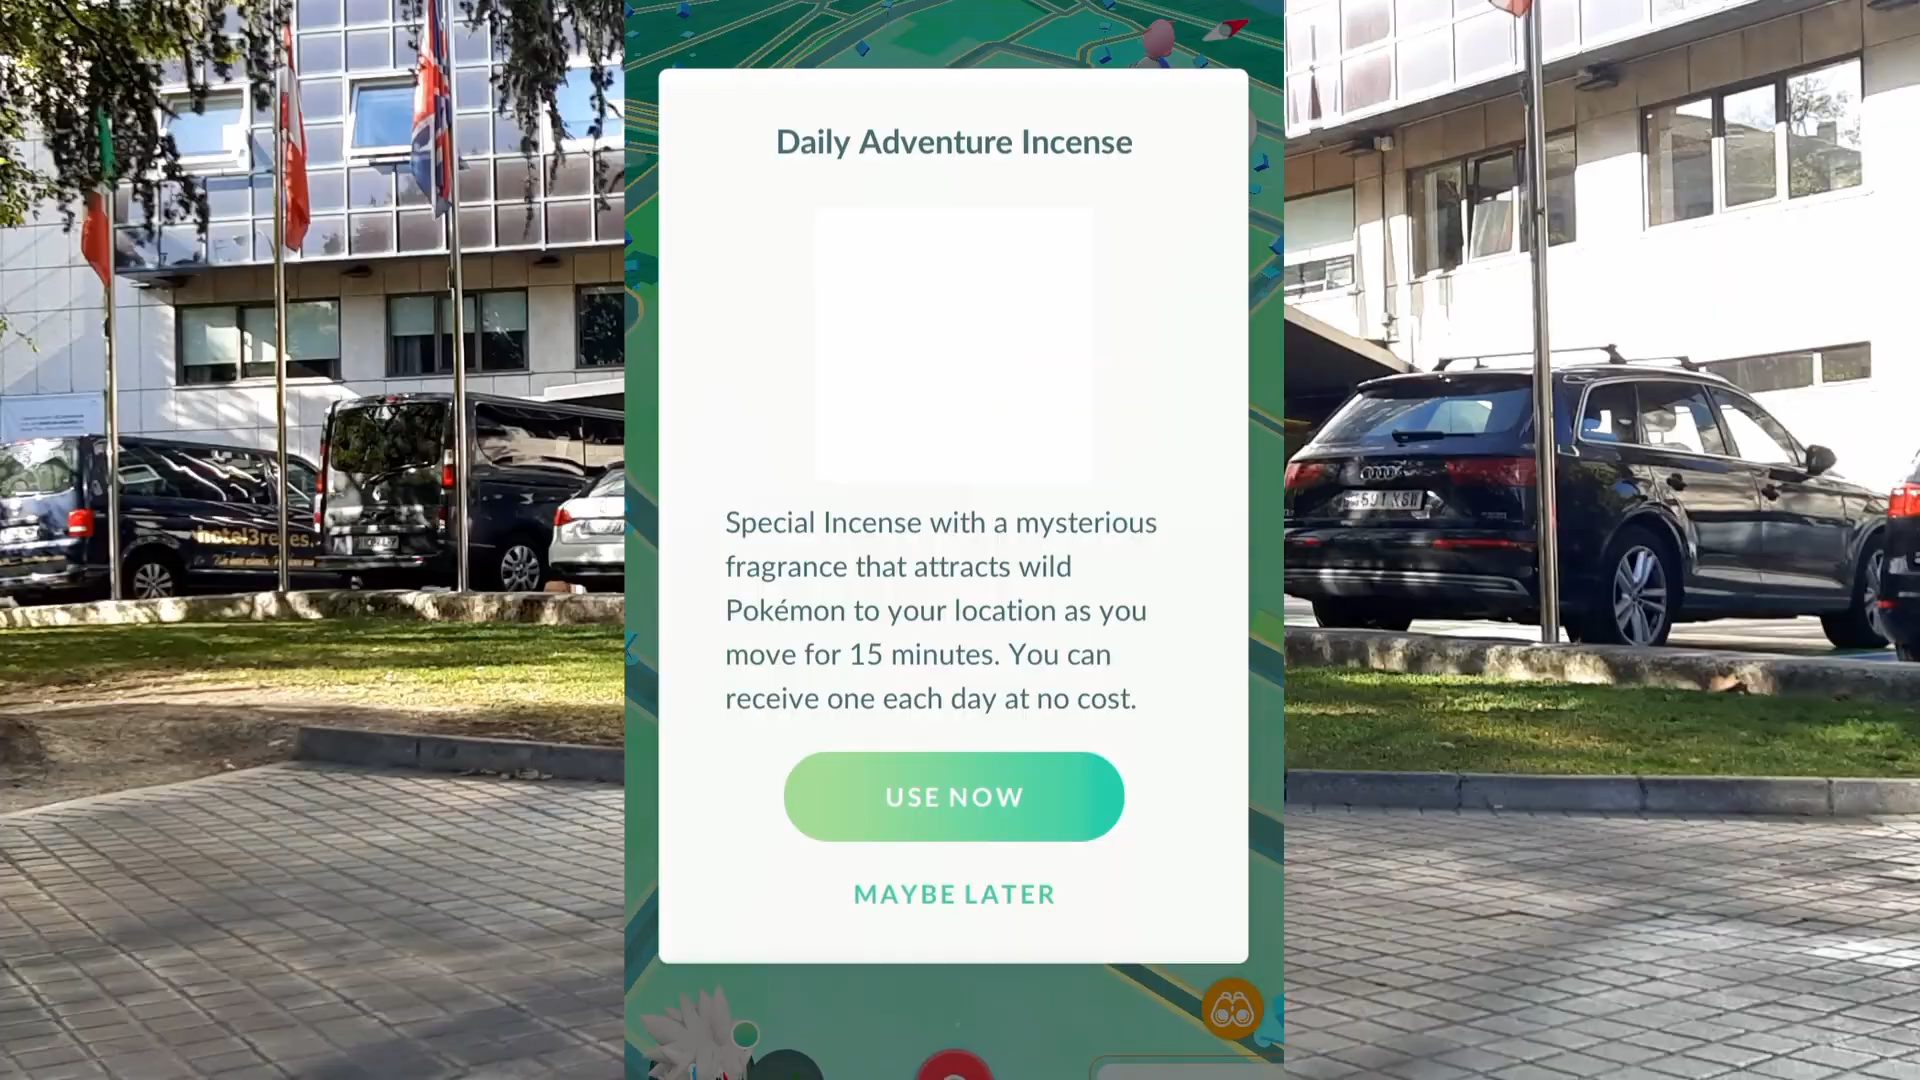 Daily Adventure Incense
Special Incense with a mysterious
fragrance that attracts wild
Pokémon to your location as you
move for 15 minutes. You can
receive one each day at no cost.
USE NOW
MAYBE LATER
hotel3reyes.